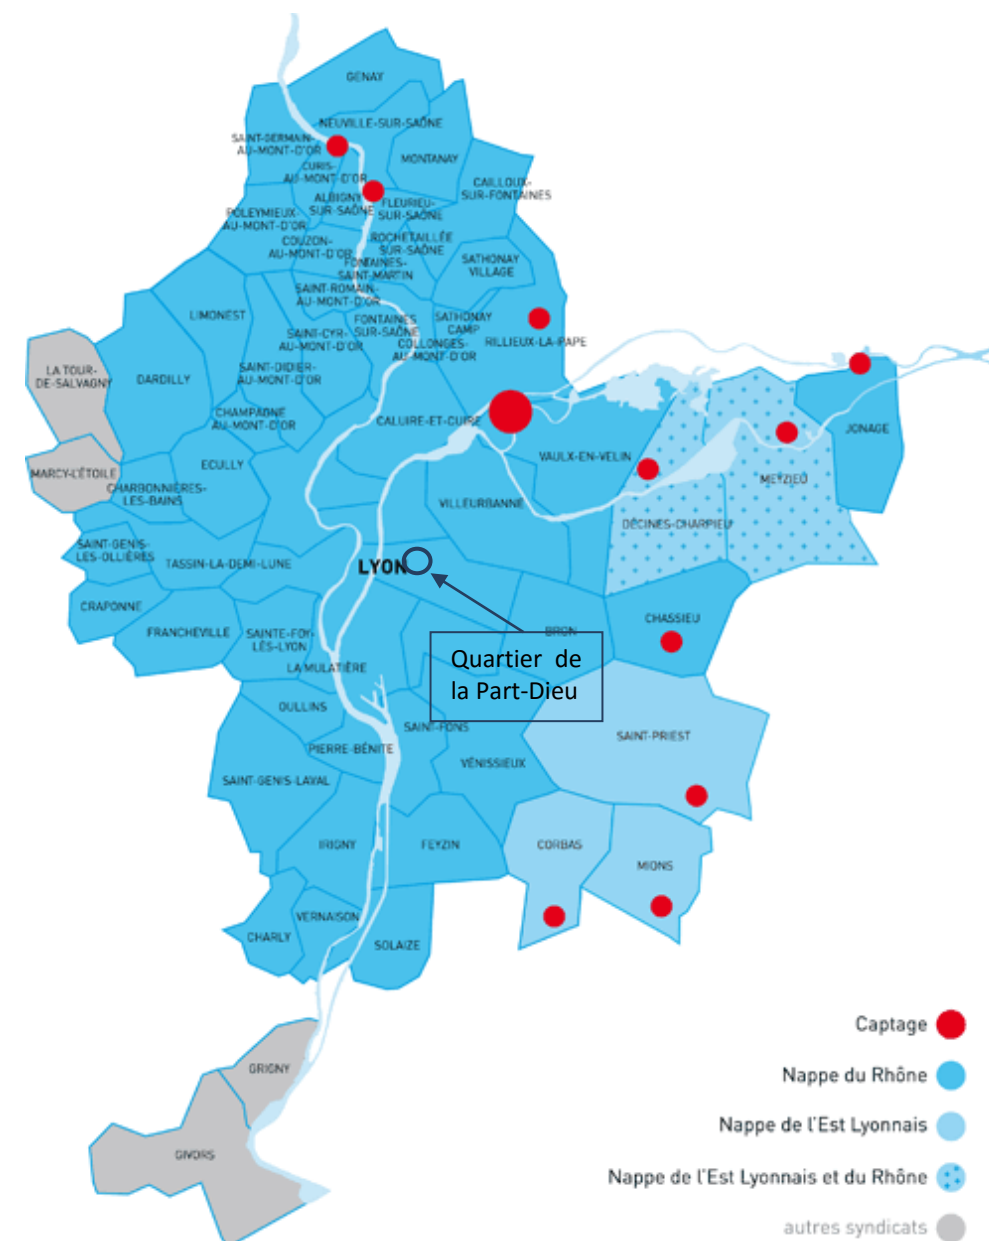 GENAY
NEUVILLE-SUR-SAÔNE
SAINT-GERMAIN-
AU-MONT-D'OR
MONTANAY
CURIS-
AU-MONT-D'OR
CAILLOUX-
SUR-FONTAINES
ALBIGNY
SUR-SAÔNE
FLEURIEU-
SUR-SAÔNE
POLEYMIEUX-
AU-MONT-D'OR
COUZON-
AU-MONT-D'OR
ROCHETAILLÉE
SUR-SAÔNE
FONTAINES-
SAINT-MARTIN
SATHONAY
VILLAGE
SAINT-ROMAIN-
AU-MONT-D'OR
LIMONEST
FONTAINES
SUR-SAÔNE
SATHONAY
CAMP
SAINT-CYR-
AU-MONT-D'OR
COLLONGES-
AU-MONT-D'OR
RILLIEUX-LA-PAPE
LA TOUR-
DE-SALVAGNY
DARDILLY
SAINT-DIDIER-
AU-MONT-D'OR
CHAMPAGNE
AU-MONT-D'OR
CALUIRE-ET-CUIRE
JONAGE
ECULLY
VAULX-EN-VELIN
MARCY-L'ÉTOILE
CHARBONNIÈRES-
LES-BAINS
MEYZIEU
VILLEURBANNE
DÉCINES-CHARPIEU
SAINT-GENIS-
LES-OLLIÈRES
TASSIN-LA-DEMI-LUNE
LYON
CRAPONNE
FRANCHEVILLE
SAINTE-FOY-
LÈS-LYON
CHASSIEU
BRON
Quartier de
la Part-Dieu
LA MULATIÈRE
OULLINS
SAINT-FONS
SAINT-PRIEST
PIERRE-BÉNITE
VÉNISSIEUX
SAINT-GENIS-LAVAL
IRIGNY
FEYZIN
CORBAS
MIONS
VERNAISON
CHARLY
SOLAIZE
GRIGNY
GIVORS
Captage
Nappe du Rhône
Nappe de l'Est Lyonnais
Nappe de l'Est Lyonnais et du Rhône
autres syndicats